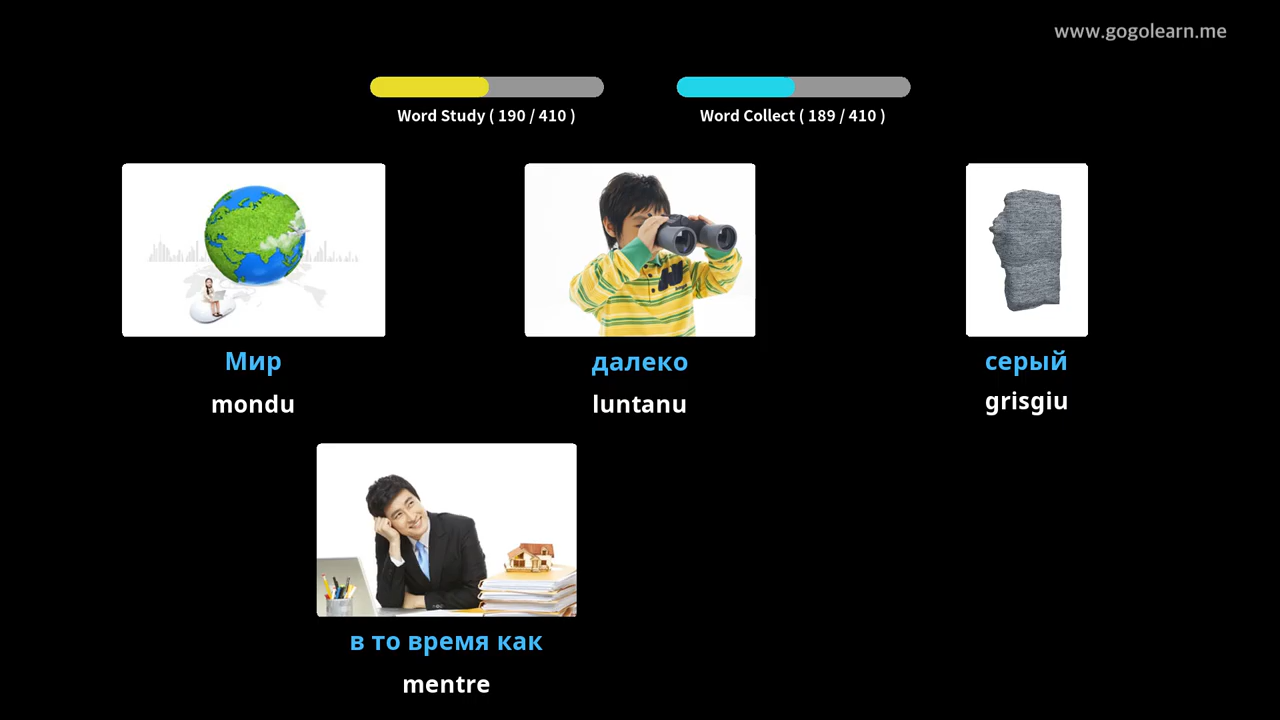 www.gogolearn.me
Word Study ( 190 / 410 )
Word Collect ( 189 / 410 )
Мир
mondu
далеко
luntanu
серый
grisgiu
в то время как
mentre